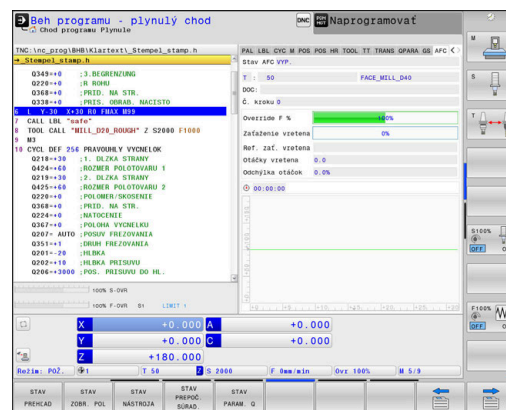 Beh programu - plynulý chod
Chod programu Plynule
DNC
Naprogramovať
TNC:\nc_prog\BHB\Klartext\_Stempel_stamp.h
→_Stempel_stamp.h
Q349=+0 ;3.BEGRENZUNG
Q220=+0 ;R ROHU
Q368=+0 ;PRID. NA STR.
Q338=+0 ;PRIS. OBRAB. NACISTO
6 L Y-30 X+30 R0 FMAX M99
7 CALL LBL "safe"
8 TOOL CALL "MILL_D20_ROUGH" Z S2000 F1000
9 M3
10 CYCL DEF 256 PRAVOUHLY VYCNELOK
Q218=+30 ;1. DLZKA STRANY
Q424=+60 ;ROZMER POLOTOVARU 1
Q219=+30 ;2. DLZKA STRANY
Q425=+60 ;ROZMER POLOTOVARU 2
Q220=+0 ;POLOMER/SKOSENIE
Q368=+0 ;PRID. NA STR.
Q224=+0 ;NATOCENIE
Q367=+0 ;POLOHA VYCNELKU
Q207= AUTO ;POSUV FREZOVANIA
Q351=+1 ;DRUH FREZOVANIA
Q201=-20 ;HLBKA
Q202=+10 ;HLBKA PRISUVU
Q206=+3000 ;POS. PRISUVU DO HL.
100% S-OVR
100% F-OVR S1 LIMIT 1
PAL LBL CYC M POS POS HR TOOL TT TRANS QPARA GS AFC
Stav AFC VYP.
T : 50 FACE_MILL_D40
DOC:
Č. kroku 0
Override F % 100%
Zaťaženie vretena 0%
Ref. zať. vretena
Otáčky vretena 0.0
Odchýlka otáčok 0.0%
00:00:00
X +0.000 A +0.000
Y +0.000 C +0.000
Z +180.000
Režim: POŽ. 1 T 50 Z S 2000 F 0mm/min Ovr 100% M 5/9
STAV PREHĽAD
STAV ZOBR. POL
STAV NÁSTROJA
STAV PREPOČ. SÚRAD.
STAV PARAM. Q
M
S
T
S100%
OFF
F100%
OFF